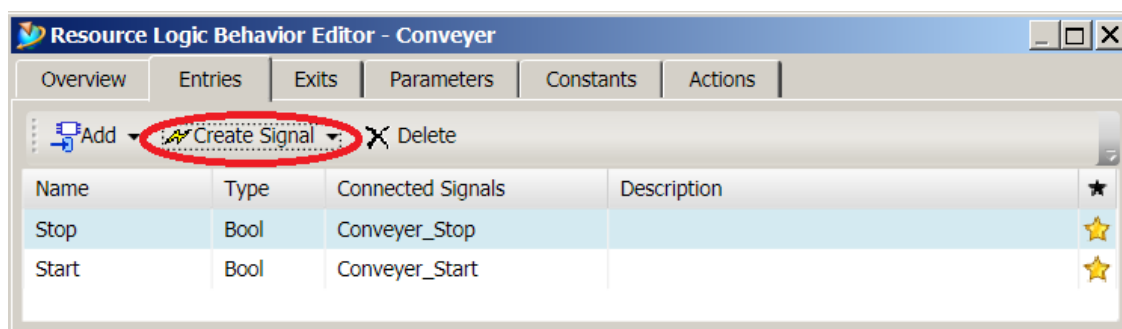 Resource Logic Behavior Editor - Conveyer
Overview Entries Exits Parameters Constants Actions
Add Create Signal Delete
Name Type Connected Signals Description
Stop Bool Conveyer_Stop
Start Bool Conveyer_Start